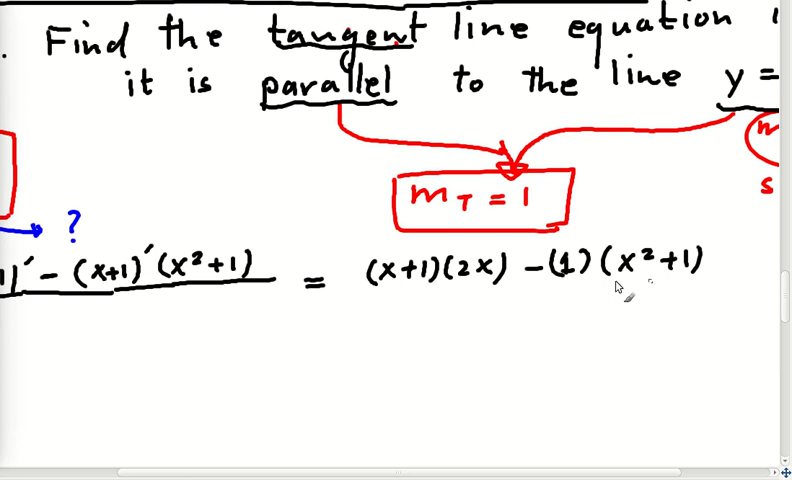 . Find the tangent line equation
it is parallel to the line y =
m
m_T = 1
s
?
1)′ − (x+1)′(x²+1) = (x+1)(2x) − (1)(x²+1)